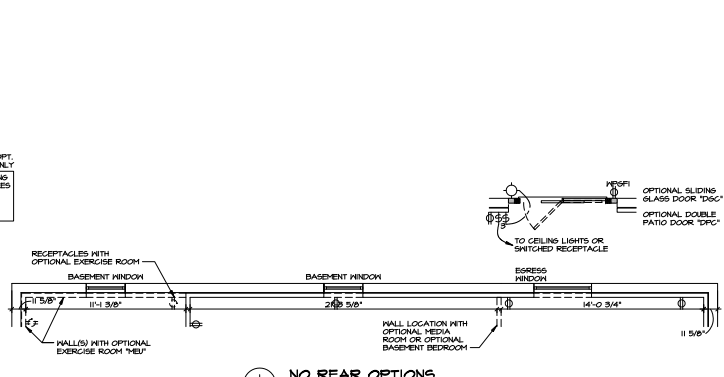 OPT.
NLY
NG
ES
WPGFI
OPTIONAL SLIDING
GLASS DOOR "DGC"
OPTIONAL DOUBLE
PATIO DOOR "DPC"
$$
3
TO CEILING LIGHTS OR
SWITCHED RECEPTACLE
RECEPTACLES WITH
OPTIONAL EXERCISE ROOM
BASEMENT WINDOW
BASEMENT WINDOW
EGRESS
WINDOW
11 5/8"
11'-1 3/8"
5/8"
14'-0 3/4"
11 5/8"
WALL(S) WITH OPTIONAL
EXERCISE ROOM "MEU"
WALL LOCATION WITH
OPTIONAL MEDIA
ROOM OR OPTIONAL
BASEMENT BEDROOM
NO REAR OPTIONS